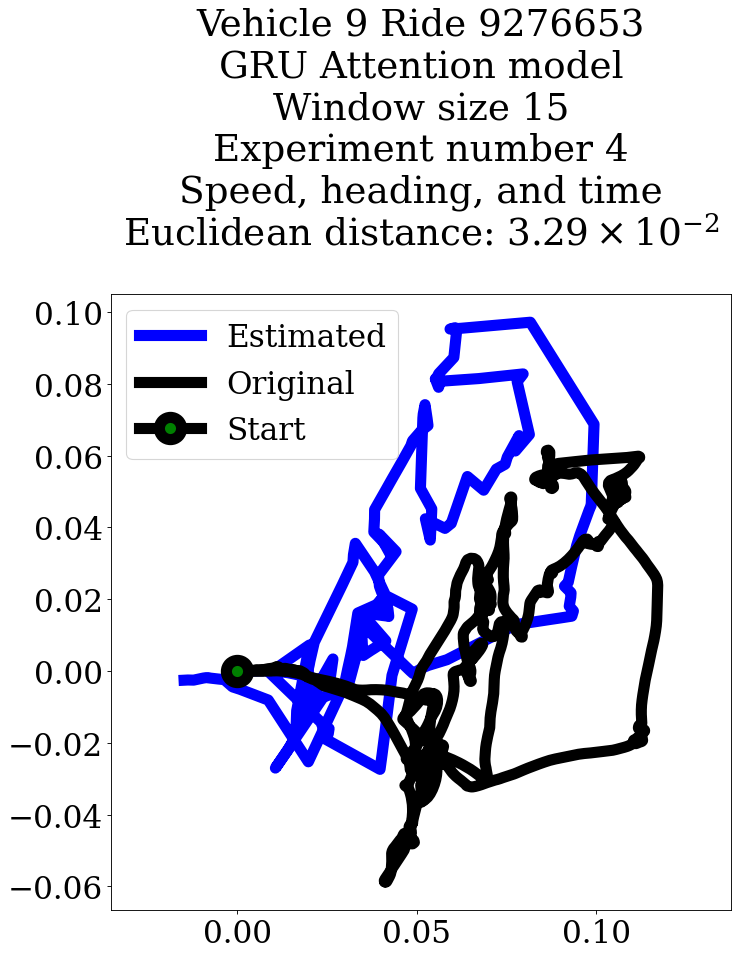 Vehicle 9 Ride 9276653
GRU Attention model
Window size 15
Experiment number 4
Speed, heading, and time
Euclidean distance: 3.29 × 10⁻²
Estimated
Original
Start
0.10
0.08
0.06
0.04
0.02
0.00
−0.02
−0.04
−0.06
0.00 0.05 0.10